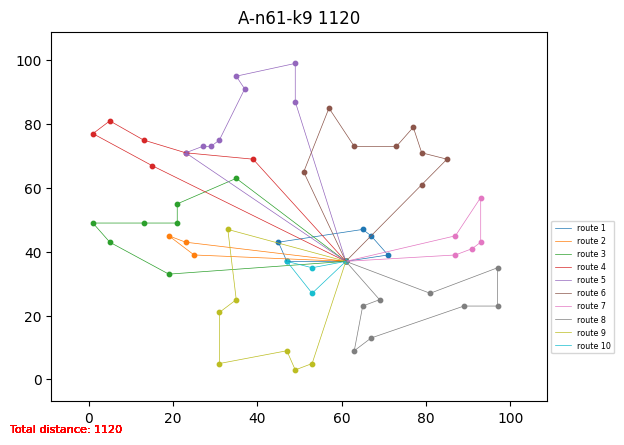 A-n61-k9 1120
100
80
60
40
20
0
0 20 40 60 80 100
route 1
route 2
route 3
route 4
route 5
route 6
route 7
route 8
route 9
route 10
Total distance: 1120